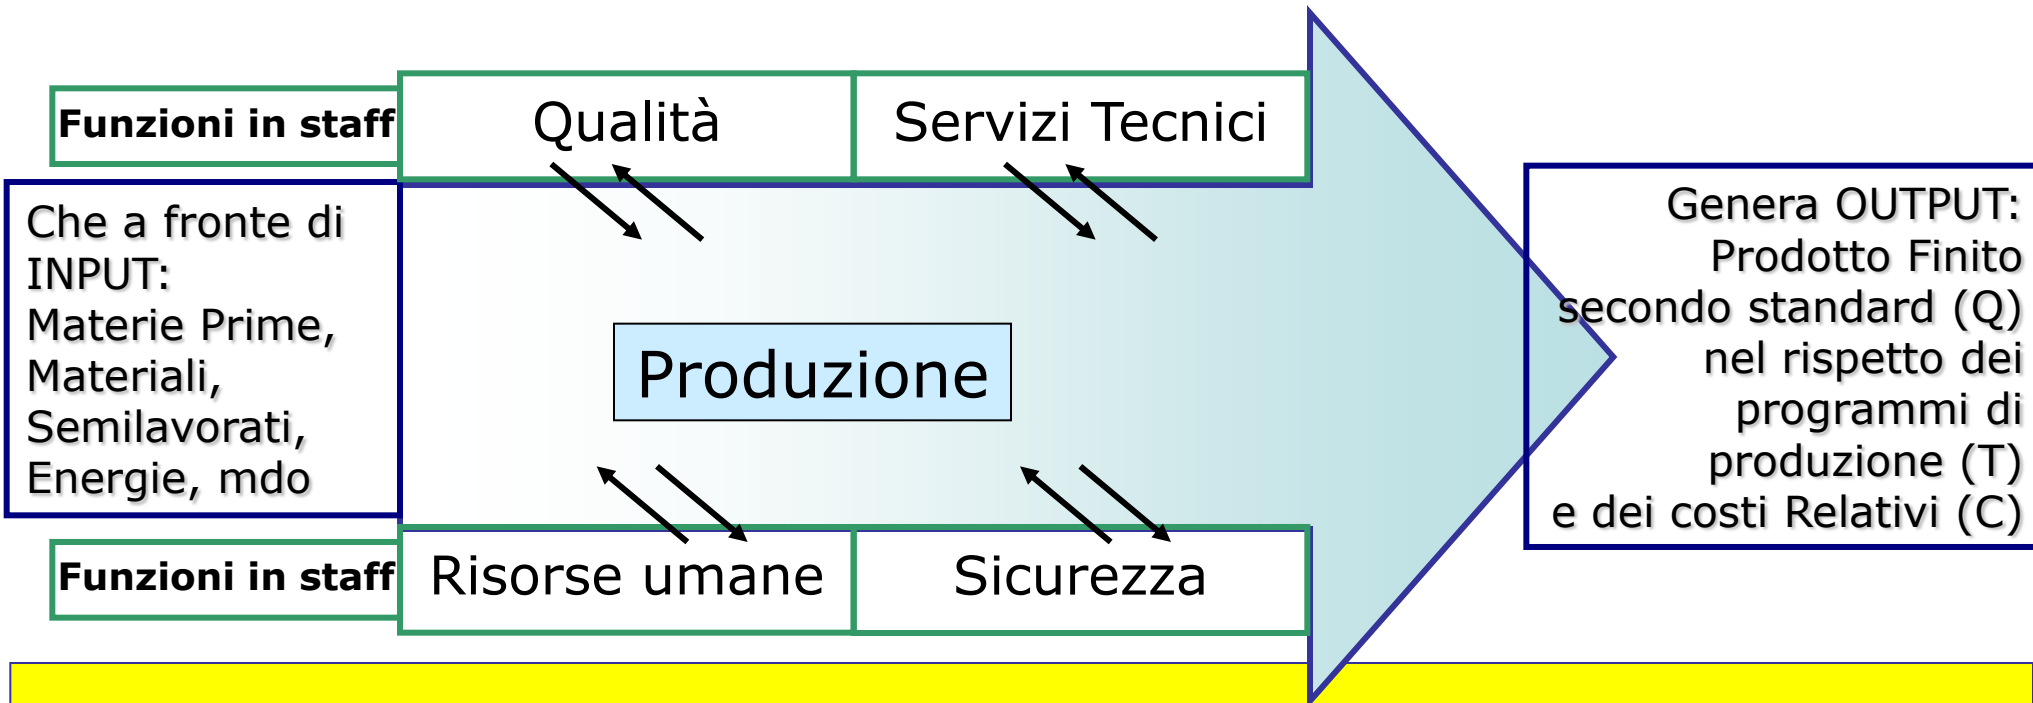 Funzioni in staff
Qualità
Servizi Tecnici
Che a fronte di
INPUT:
Materie Prime,
Materiali,
Semilavorati,
Energie, mdo
Produzione
Genera OUTPUT:
Prodotto Finito
secondo standard (Q)
nel rispetto dei
programmi di
produzione (T)
e dei costi Relativi (C)
Funzioni in staff
Risorse umane
Sicurezza